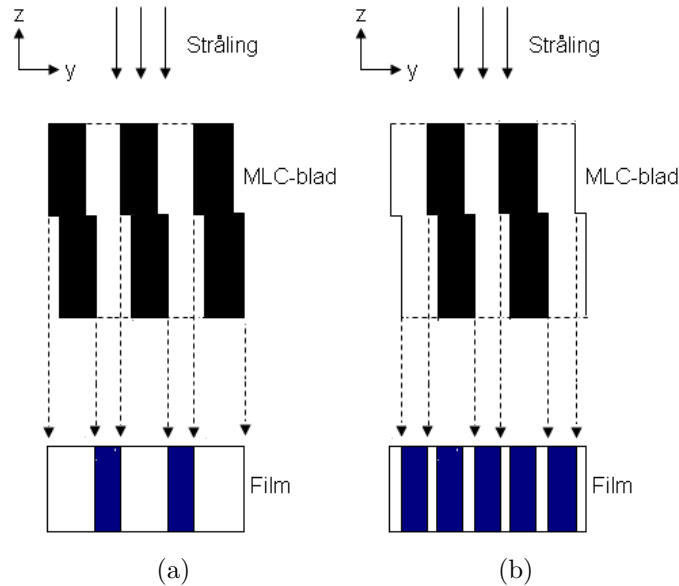 z
Stråling
y
MLC-blad
Film
(a)
z
Stråling
y
MLC-blad
Film
(b)